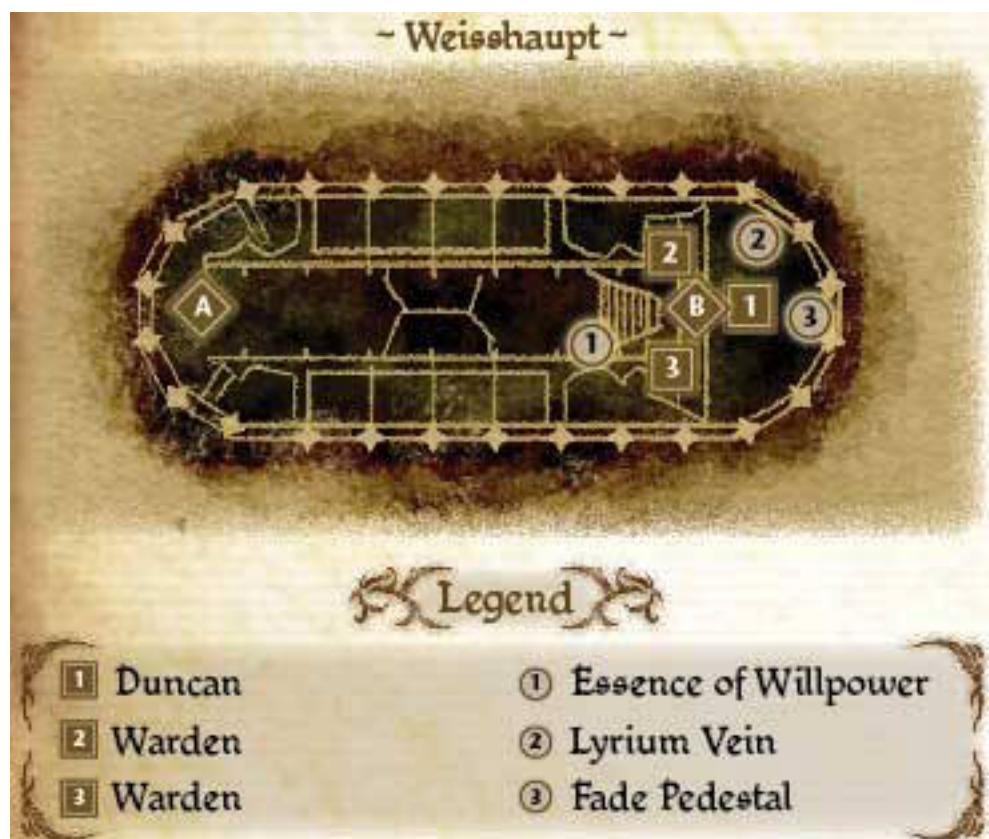 ~ Weisshaupt ~
2
2
A
B
1
3
1
3
Legend
1 Duncan
1 Essence of Willpower
2 Warden
2 Lyrium Vein
3 Warden
3 Fade Pedestal